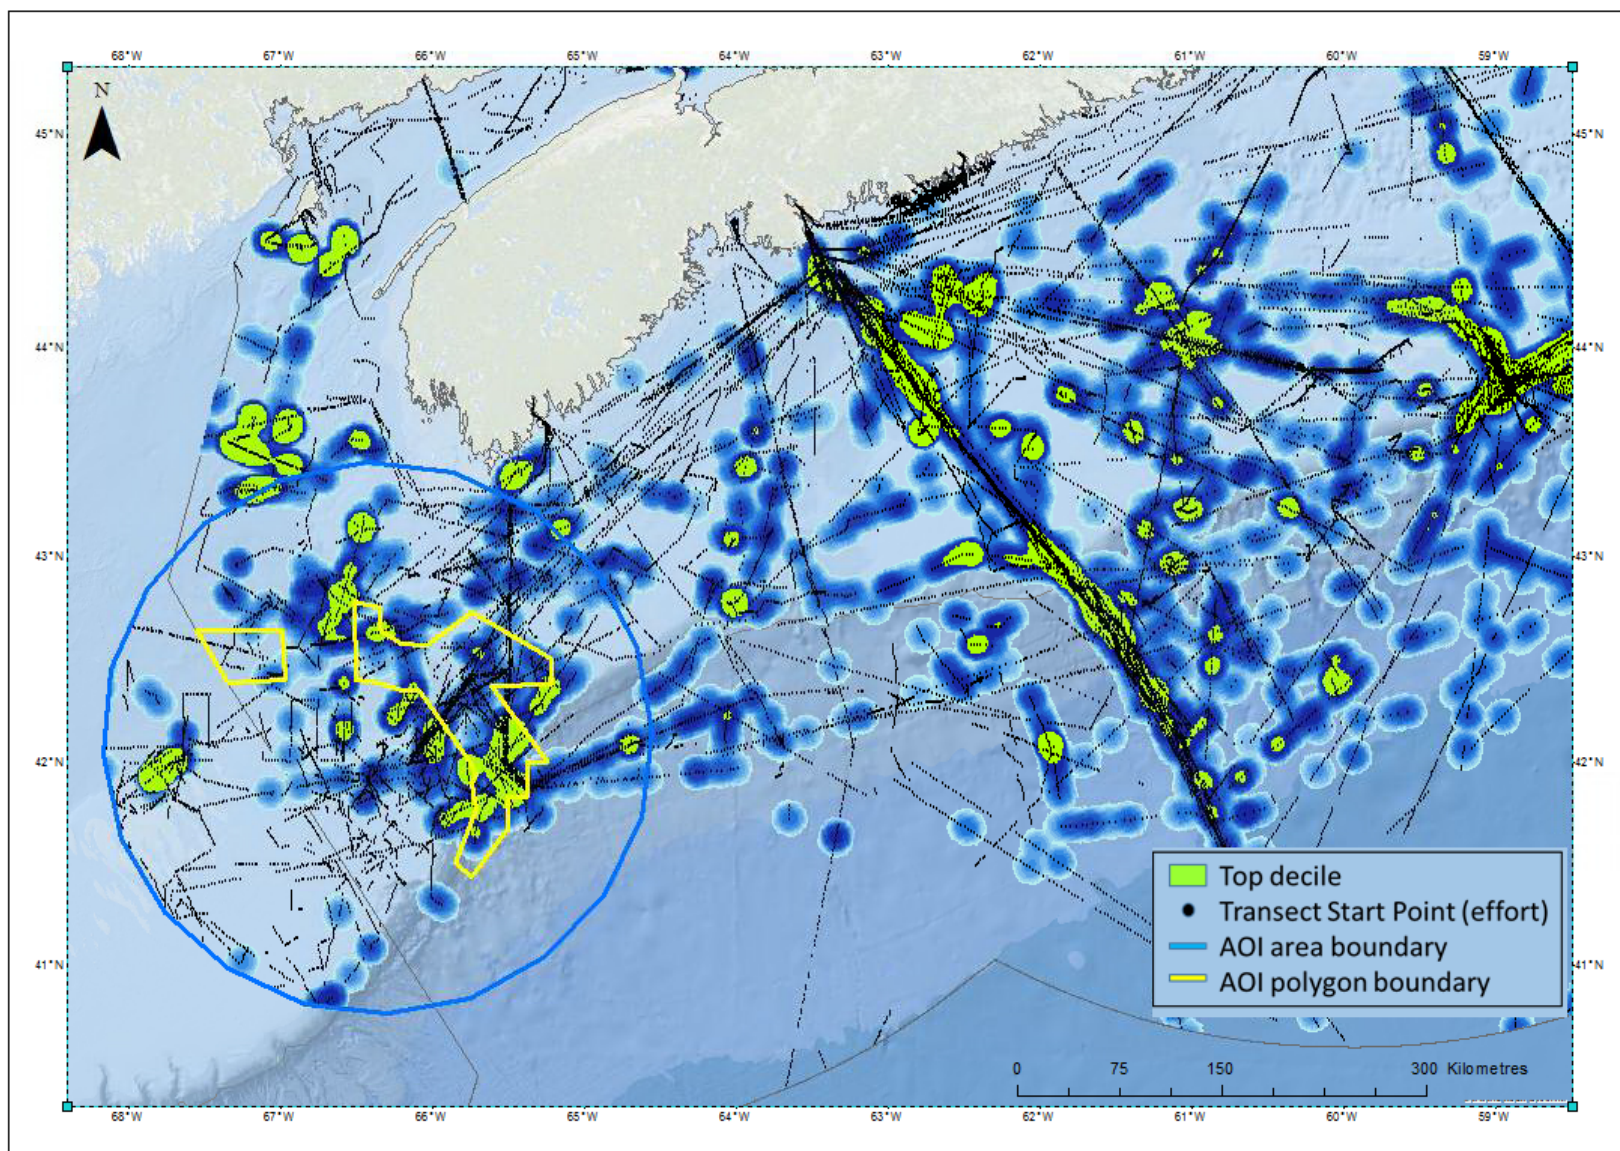 68°W 67°W 66°W 65°W 64°W 63°W 62°W 61°W 60°W 59°W
N
45°N 45°N
44°N 44°N
43°N 43°N
42°N 42°N
Top decile
Transect Start Point (effort)
AOI area boundary
41°N 41°N
AOI polygon boundary
0 75 150 300 Kilometres
68°W 67°W 66°W 65°W 64°W 63°W 62°W 61°W 60°W 59°W